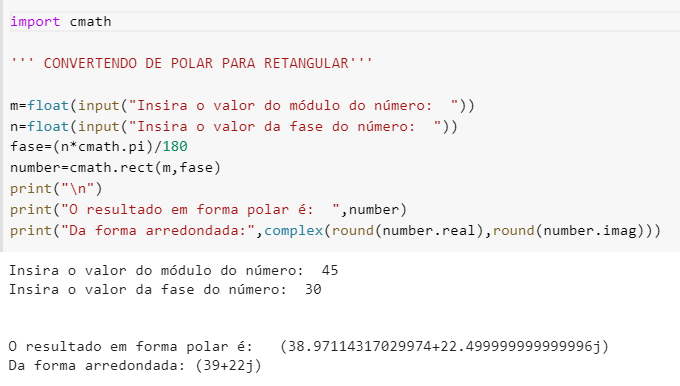 import cmath
''' CONVERTENDO DE POLAR PARA RETANGULAR'''
m=float(input("Insira o valor do módulo do número:  "))
n=float(input("Insira o valor da fase do número:  "))
fase=(n*cmath.pi)/180
number=cmath.rect(m,fase)
print("\n")
print("O resultado em forma polar é:  ",number)
print("Da forma arredondada:",complex(round(number.real),round(number.imag)))
Insira o valor do módulo do número:  45
Insira o valor da fase do número:  30
O resultado em forma polar é:   (38.97114317029974+22.499999999999996j)
Da forma arredondada: (39+22j)